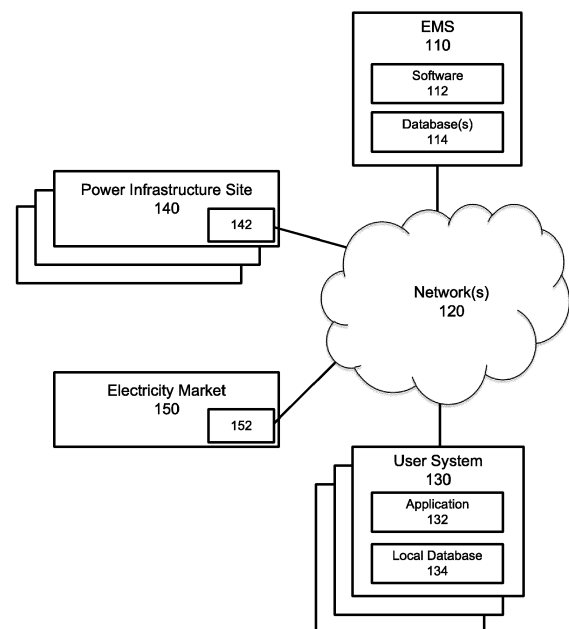 EMS
110
Software
112
Database(s)
114
Power Infrastructure Site
140
142
Network(s)
120
Electricity Market
150
152
User System
130
Application
132
Local Database
134